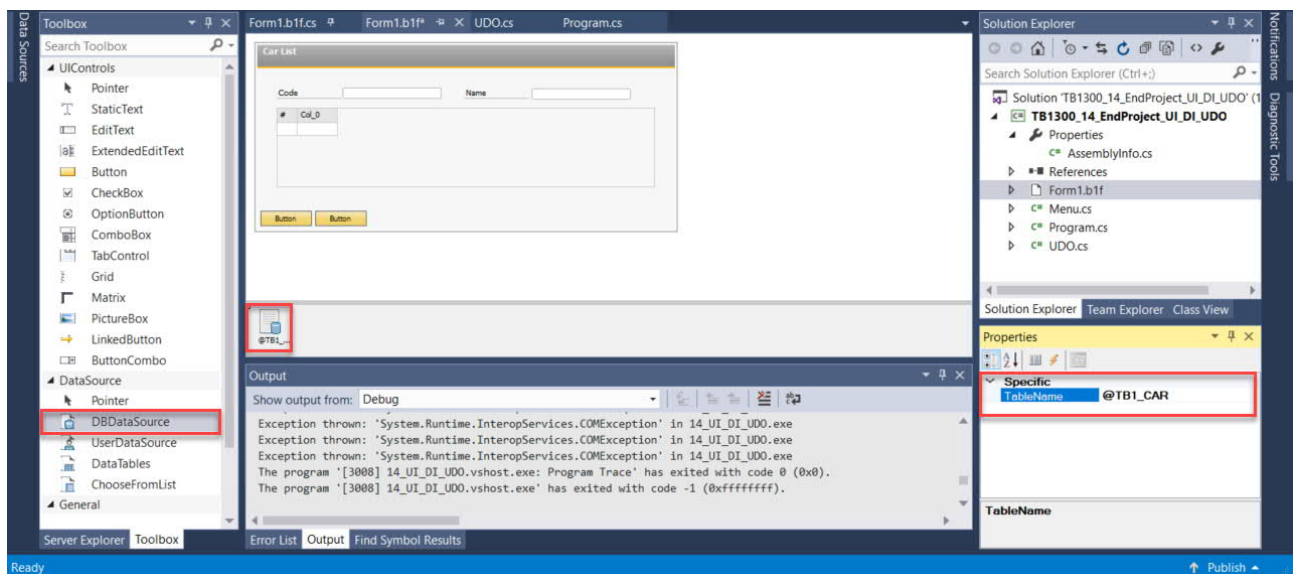 Data Sources
Toolbox
Search Toolbox
UIControls
Pointer
StaticText
EditText
ExtendedEditText
Button
CheckBox
OptionButton
ComboBox
TabControl
Grid
Matrix
PictureBox
LinkedButton
ButtonCombo
DataSource
Pointer
DBDataSource
UserDataSource
DataTables
ChooseFromList
General
Server Explorer Toolbox
Form1.b1f.cs Form1.b1f* UDO.cs Program.cs
Car List
Code Name
# Col_0
Button Button
@TB1_...
Output
Show output from: Debug
Exception thrown: 'System.Runtime.InteropServices.COMException' in 14_UI_DI_UDO.exe
Exception thrown: 'System.Runtime.InteropServices.COMException' in 14_UI_DI_UDO.exe
Exception thrown: 'System.Runtime.InteropServices.COMException' in 14_UI_DI_UDO.exe
The program '[3008] 14_UI_DI_UDO.vshost.exe: Program Trace' has exited with code 0 (0x0).
The program '[3008] 14_UI_DI_UDO.vshost.exe' has exited with code -1 (0xffffffff).
Error List Output Find Symbol Results
Solution Explorer
Search Solution Explorer (Ctrl+;)
Solution 'TB1300_14_EndProject_UI_DI_UDO' (1
TB1300_14_EndProject_UI_DI_UDO
Properties
C# AssemblyInfo.cs
References
Form1.b1f
C# Menu.cs
C# Program.cs
C# UDO.cs
Solution Explorer Team Explorer Class View
Properties
Specific
TableName @TB1_CAR
TableName
Notifications
Diagnostic Tools
Ready
Publish